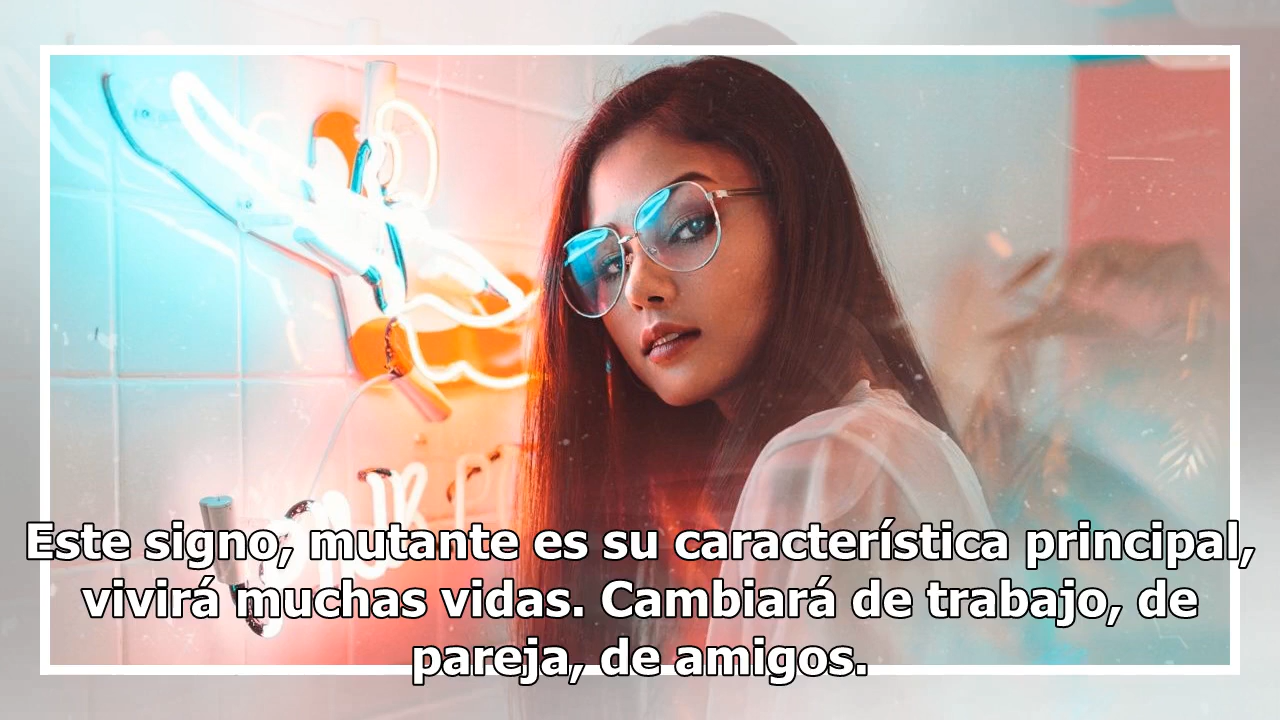 Este signo, mutante es su característica principal,
vivirá muchas vidas. Cambiará de trabajo, de
pareja, de amigos.